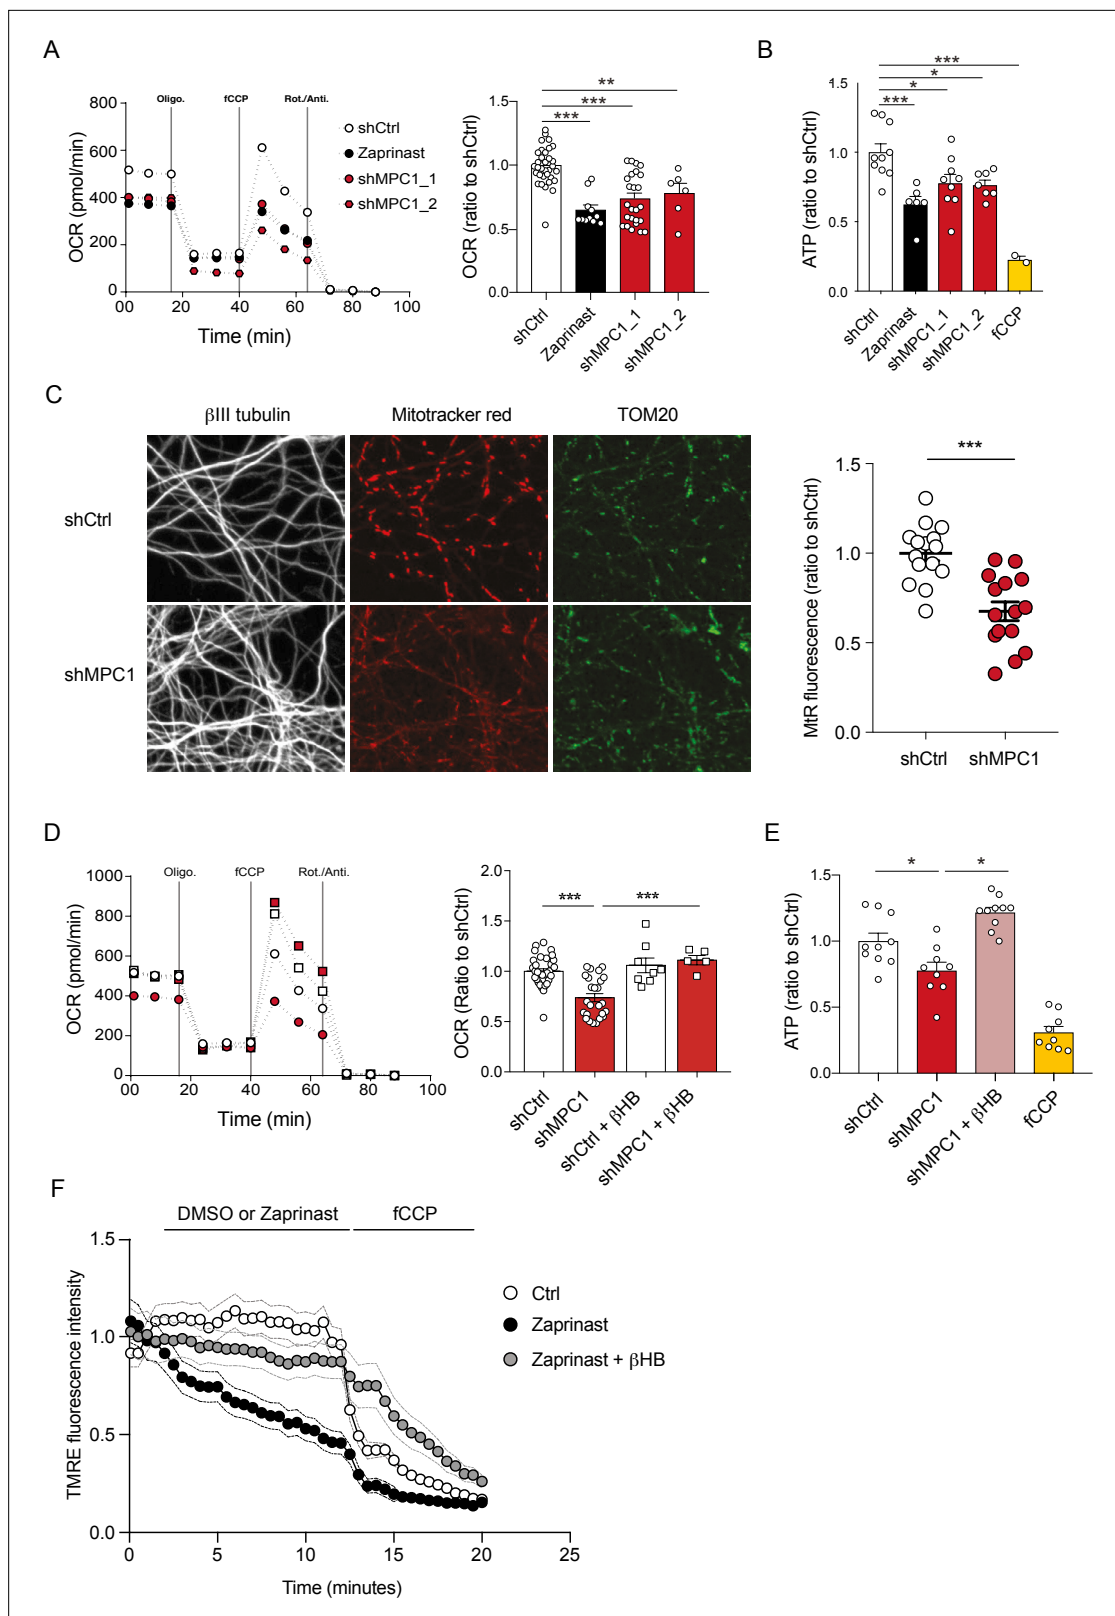 A
B
Oligo.
fCCP
Rot./Anti.
800
600
400
200
0
OCR (pmol/min)
00
20
40
60
80
100
Time (min)
shCtrl
Zaprinast
shMPC1_1
shMPC1_2
**
***
***
1.5
1.0
0.5
0.0
OCR (ratio to shCtrl)
shCtrl
Zaprinast
shMPC1_1
shMPC1_2
***
*
*
***
1.5
1.0
0.5
0.0
ATP (ratio to shCtrl)
shCtrl
Zaprinast
shMPC1_1
shMPC1_2
fCCP
C
βIII tubulin
Mitotracker red
TOM20
shCtrl
shMPC1
***
1.5
1.0
0.5
0.0
MtR fluorescence (ratio to shCtrl)
shCtrl
shMPC1
D
E
Oligo.
fCCP
Rot./Anti.
1000
800
600
400
200
0
OCR (pmol/min)
00
20
40
60
80
100
Time (min)
***
***
2.0
1.5
1.0
0.5
0.0
OCR (Ratio to shCtrl)
shCtrl
shMPC1
shCtrl + βHB
shMPC1 + βHB
*
*
1.5
1.0
0.5
0.0
ATP (ratio to shCtrl)
shCtrl
shMPC1
shMPC1 + βHB
fCCP
F
DMSO or Zaprinast
fCCP
1.5
1.0
0.5
0.0
TMRE fluorescence intensity
0
5
10
15
20
25
Time (minutes)
Ctrl
Zaprinast
Zaprinast + βHB